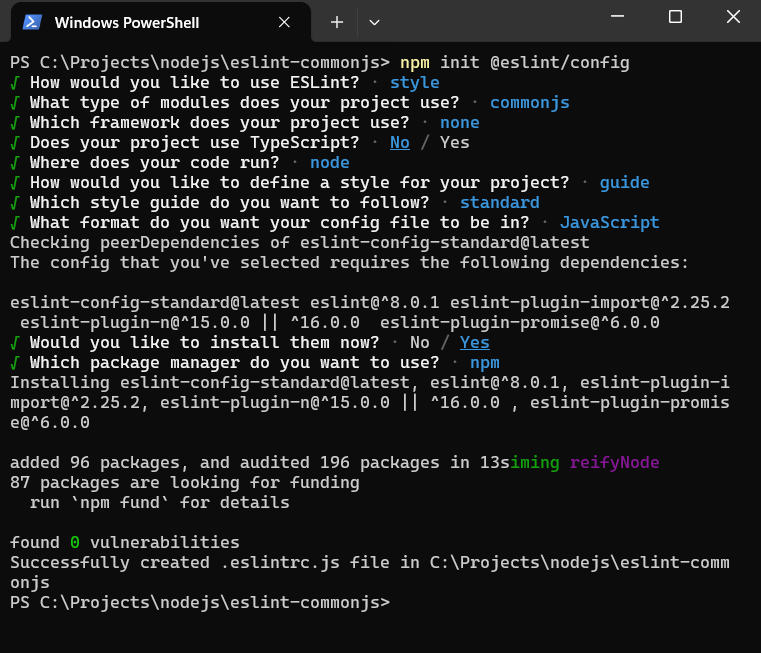 Windows PowerShell
PS C:\Projects\nodejs\eslint-commonjs> npm init @eslint/config
√ How would you like to use ESLint? · style
√ What type of modules does your project use? · commonjs
√ Which framework does your project use? · none
√ Does your project use TypeScript? · No / Yes
√ Where does your code run? · node
√ How would you like to define a style for your project? · guide
√ Which style guide do you want to follow? · standard
√ What format do you want your config file to be in? · JavaScript
Checking peerDependencies of eslint-config-standard@latest
The config that you've selected requires the following dependencies:

eslint-config-standard@latest eslint@^8.0.1 eslint-plugin-import@^2.25.2
 eslint-plugin-n@^15.0.0 || ^16.0.0  eslint-plugin-promise@^6.0.0
√ Would you like to install them now? · No / Yes
√ Which package manager do you want to use? · npm
Installing eslint-config-standard@latest, eslint@^8.0.1, eslint-plugin-i
mport@^2.25.2, eslint-plugin-n@^15.0.0 || ^16.0.0 , eslint-plugin-promis
e@^6.0.0

added 96 packages, and audited 196 packages in 13siming reifyNode
87 packages are looking for funding
  run `npm fund` for details

found 0 vulnerabilities
Successfully created .eslintrc.js file in C:\Projects\nodejs\eslint-comm
onjs
PS C:\Projects\nodejs\eslint-commonjs>